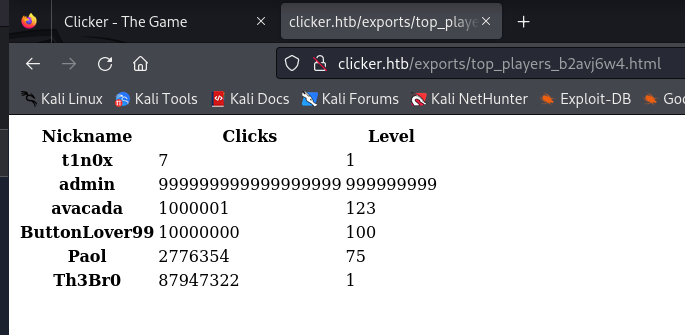 Clicker - The Game
clicker.htb/exports/top_playe
clicker.htb/exports/top_players_b2avj6w4.html
Kali Linux Kali Tools Kali Docs Kali Forums Kali NetHunter Exploit-DB Goo
Nickname Clicks Level
t1n0x 7 1
admin 999999999999999999 999999999
avacada 1000001 123
ButtonLover99 10000000 100
Paol 2776354 75
Th3Br0 87947322 1